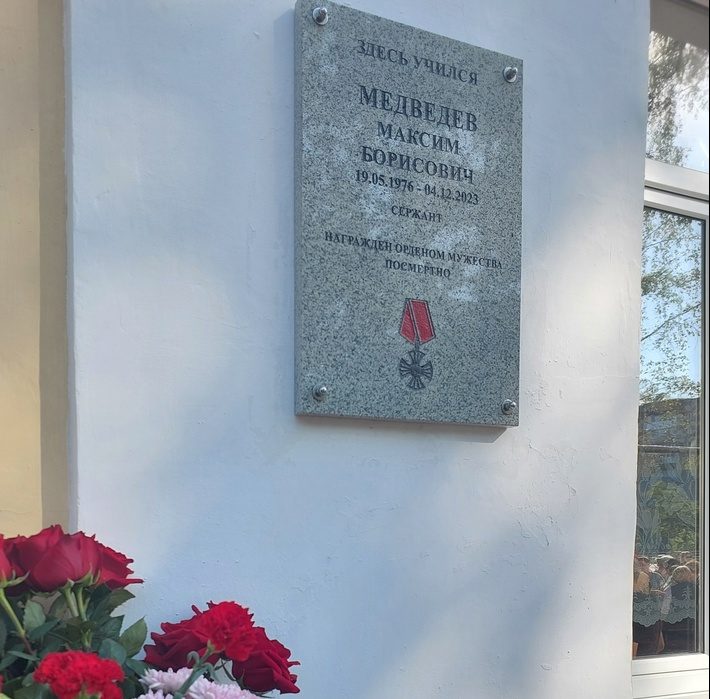 ЗДЕСЬ УЧИЛСЯ
МЕДВЕДЕВ
МАКСИМ
БОРИСОВИЧ
19.05.1976 - 04.12.2023
СЕРЖАНТ
НАГРАЖДЕН ОРДЕНОМ МУЖЕСТВА
ПОСМЕРТНО